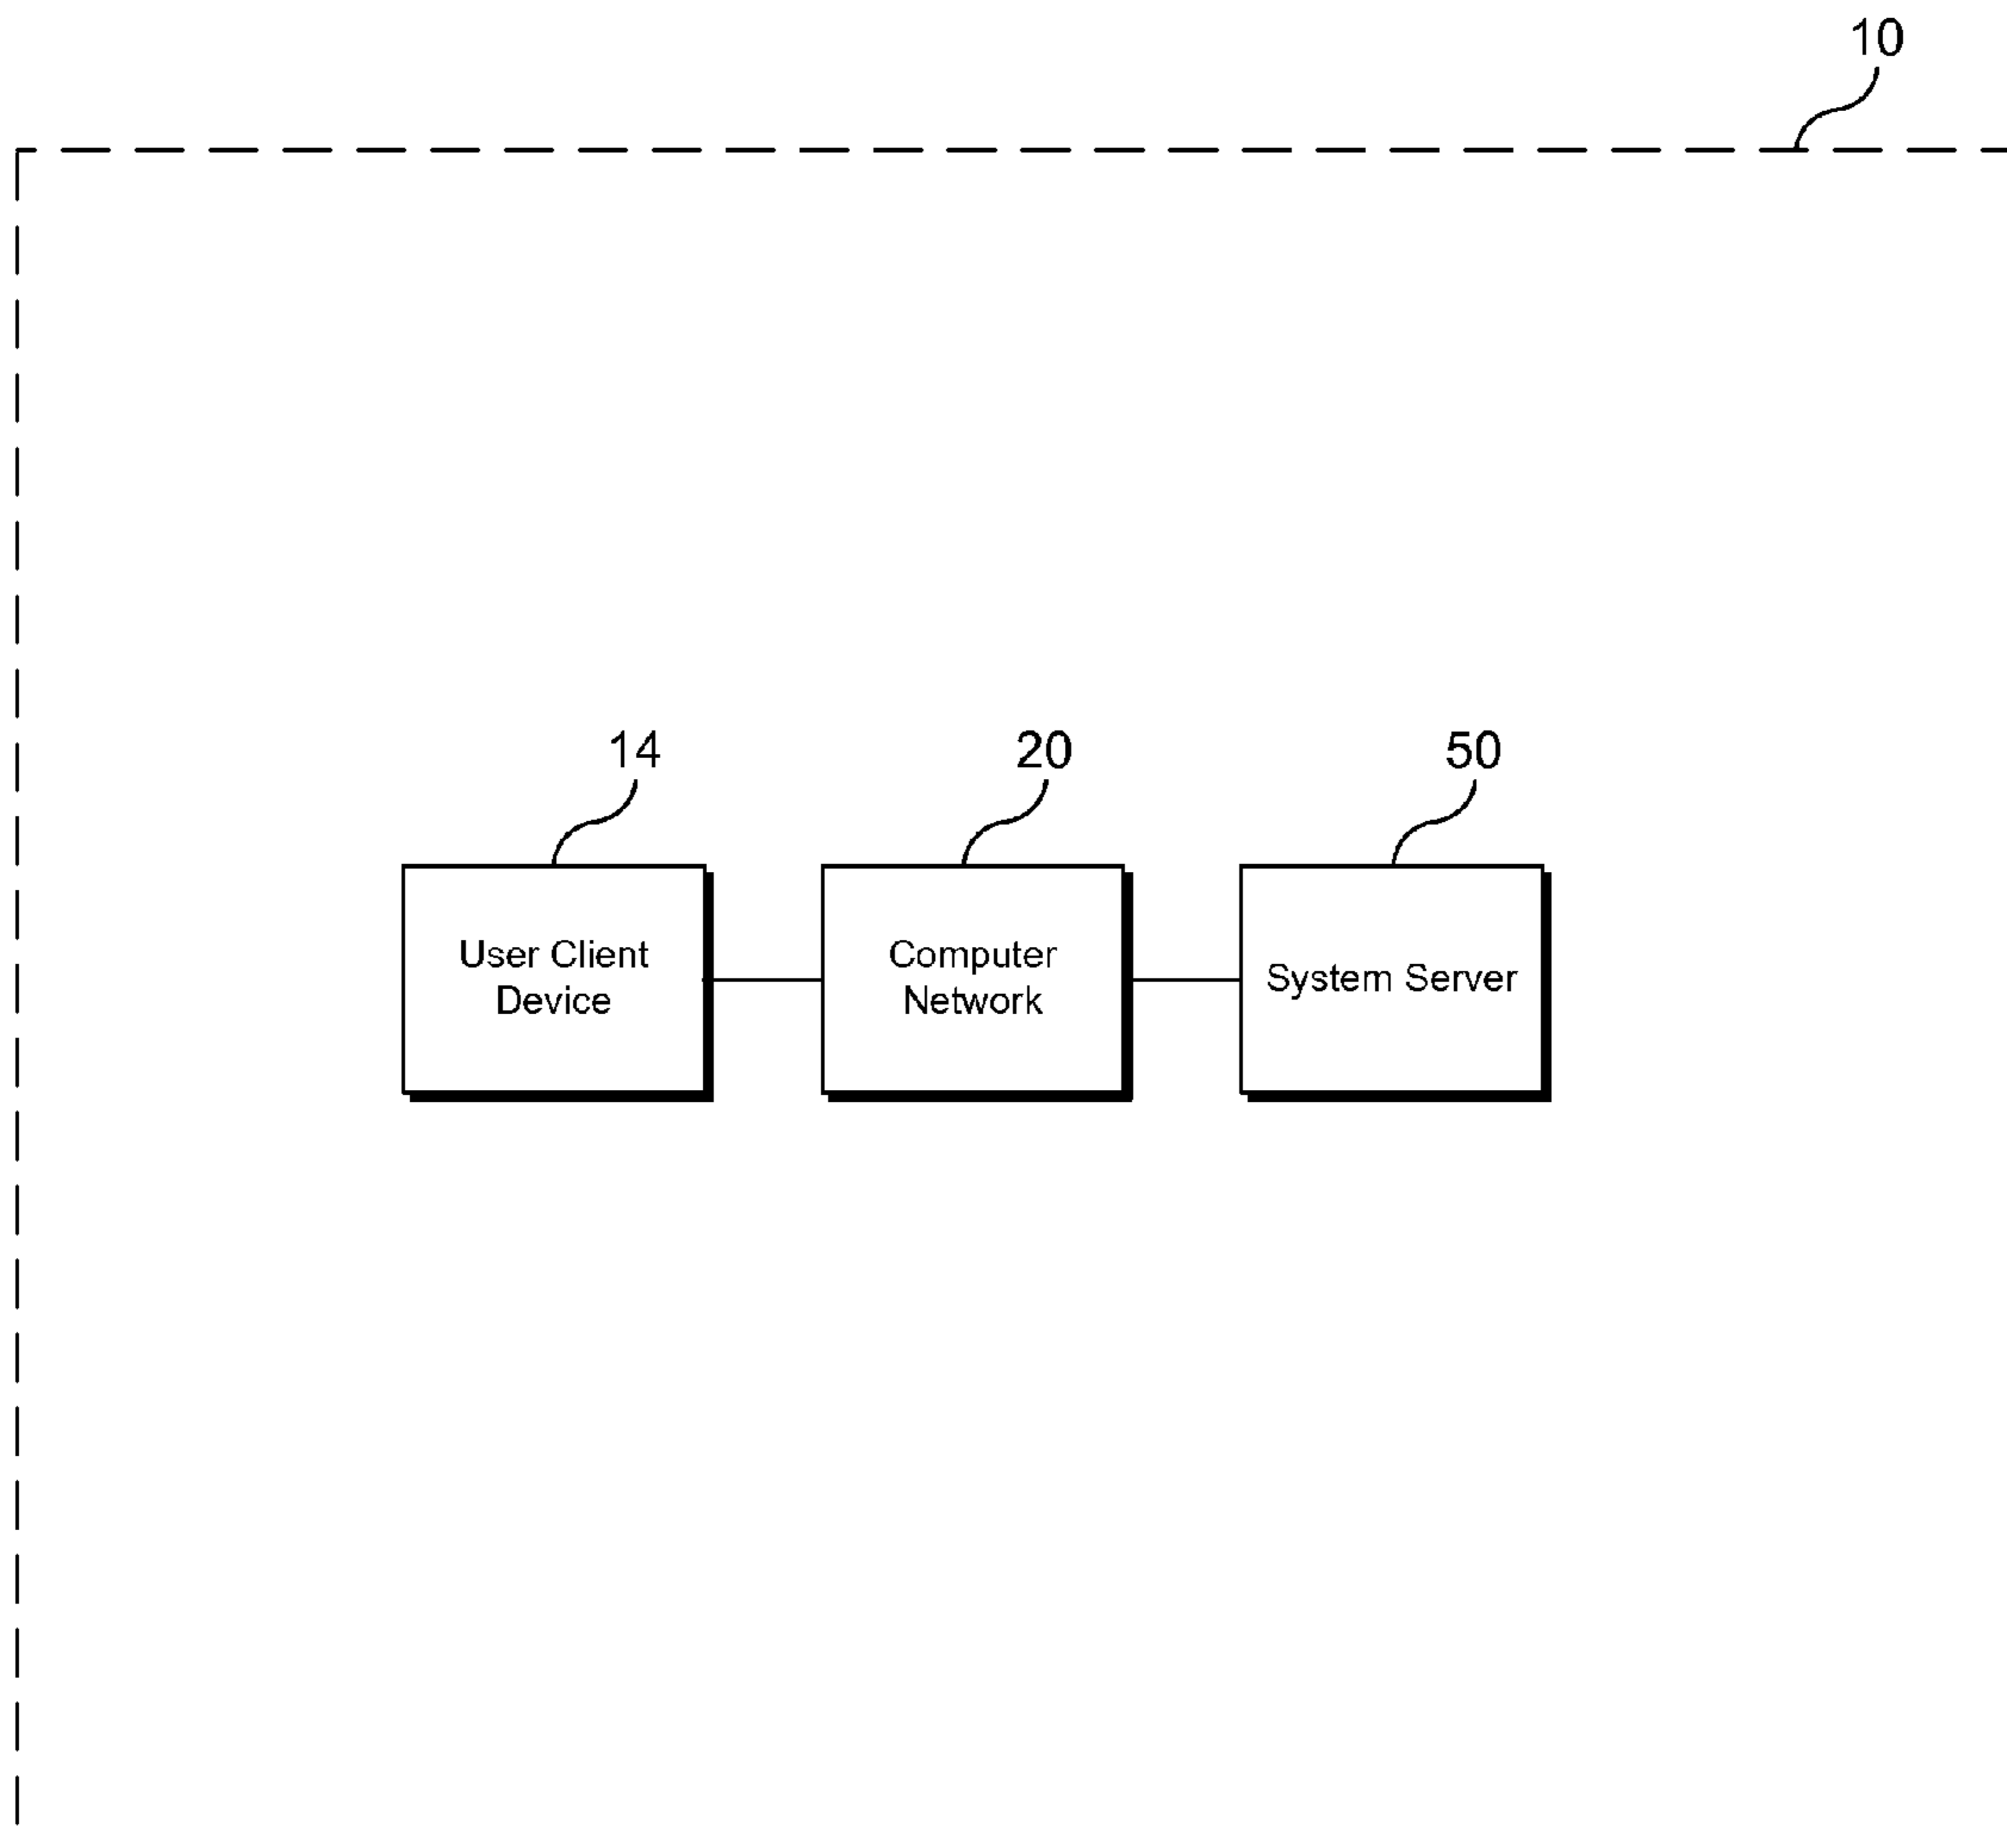 10
14
20
50
User Client
Device
Computer
Network
System Server